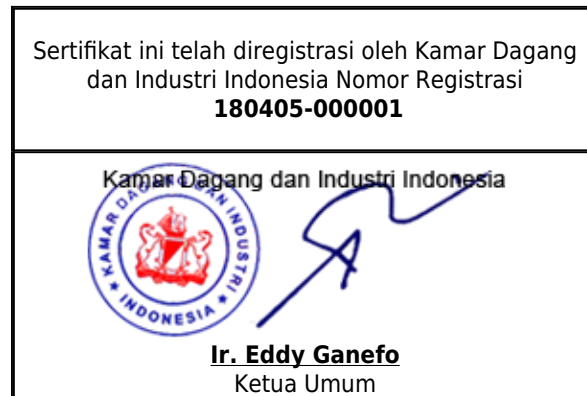 Sertifikat ini telah diregistrasi oleh Kamar Dagang
dan Industri Indonesia Nomor Registrasi
180405-000001
Kamar Dagang dan Industri Indonesia
KAMAR DAGANG DAN INDUSTRI
INDONESIA
Ir. Eddy Ganefo
Ketua Umum